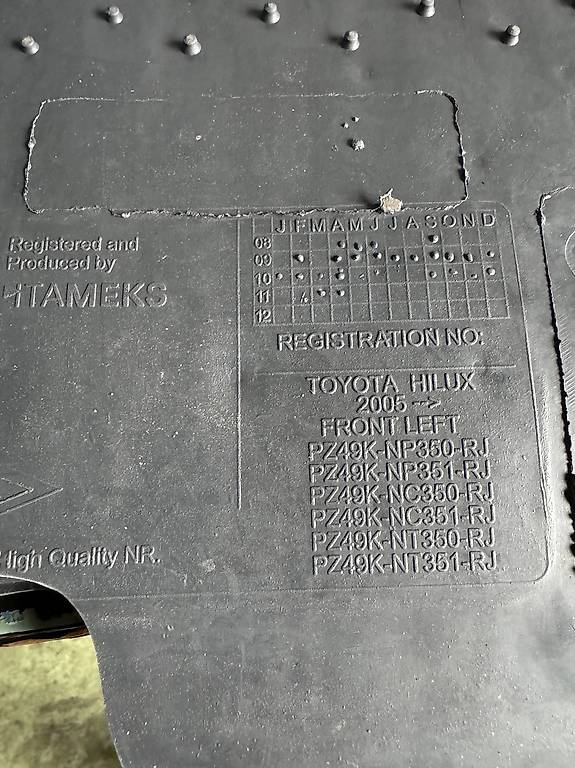 Registered and
Produced by
HTAMEKS
High Quality NR.
J F M A M J J A S O N D
08
09
10
11
12
REGISTRATION NO:
TOYOTA HILUX
2005 ->
FRONT LEFT
PZ49K-NP350-RJ
PZ49K-NP351-RJ
PZ49K-NC350-RJ
PZ49K-NC351-RJ
PZ49K-NT350-RJ
PZ49K-NT351-RJ